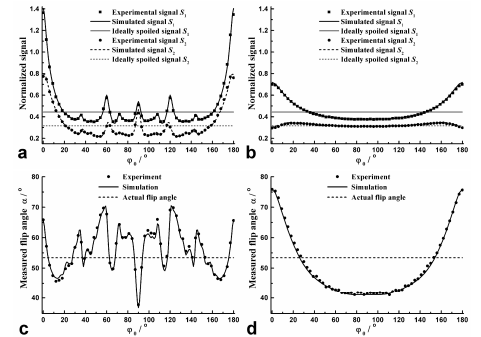 Experimental signal S₁
Simulated signal S₁
Ideally spoiled signal S₁
Experimental signal S₂
Simulated signal S₂
Ideally spoiled signal S₂
Normalized signal
1.4
1.2
1.0
0.8
0.6
0.4
0.2
0 20 40 60 80 100 120 140 160 180
φ₀ / °
a
Experimental signal S₁
Simulated signal S₁
Ideally spoiled signal S₁
Experimental signal S₂
Simulated signal S₂
Ideally spoiled signal S₂
Normalized signal
1.4
1.2
1.0
0.8
0.6
0.4
0.2
0 20 40 60 80 100 120 140 160 180
φ₀ / °
b
Experiment
Simulation
Actual flip angle
Measured flip angle α / °
80
70
60
50
40
0 20 40 60 80 100 120 140 160 180
φ₀ / °
c
Experiment
Simulation
Actual flip angle
Measured flip angle α / °
80
70
60
50
40
0 20 40 60 80 100 120 140 160 180
φ₀ / °
d